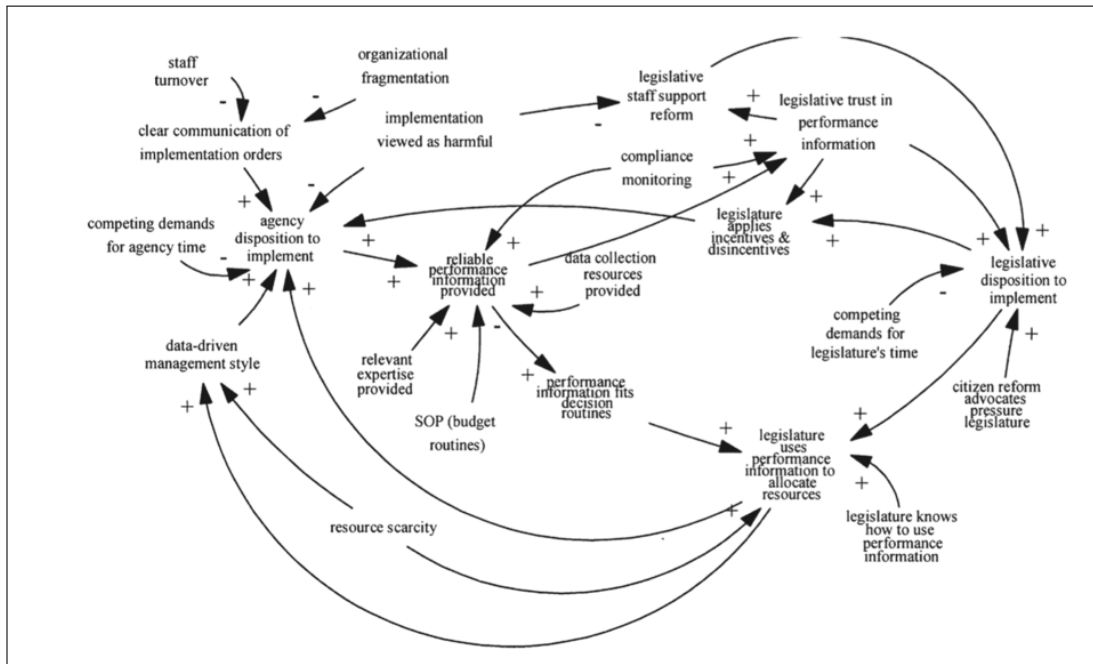 staff
turnover
organizational
fragmentation
legislative
staff support
reform
legislative trust in
performance
information
implementation
viewed as harmful
clear communication of
implementation orders
compliance
monitoring
competing demands
for agency time
agency
disposition to
implement
legislature
applies
incentives &
disincentives
reliable
performance
information
provided
data collection
resources
provided
legislative
disposition to
implement
competing
demands for
legislature's time
data-driven
management style
relevant
expertise
provided
performance
information fits
decision
routines
citizen reform
advocates
pressure
legislature
SOP (budget
routines)
legislature
uses
performance
information to
allocate
resources
resource scarcity
legislature knows
how to use
performance
information
-
-
-
-
+
+
+
+
+
-
+
+
+
+
+
+
+
+
+
+
+
-
+
-
+
+
+
+
+
+
+
+